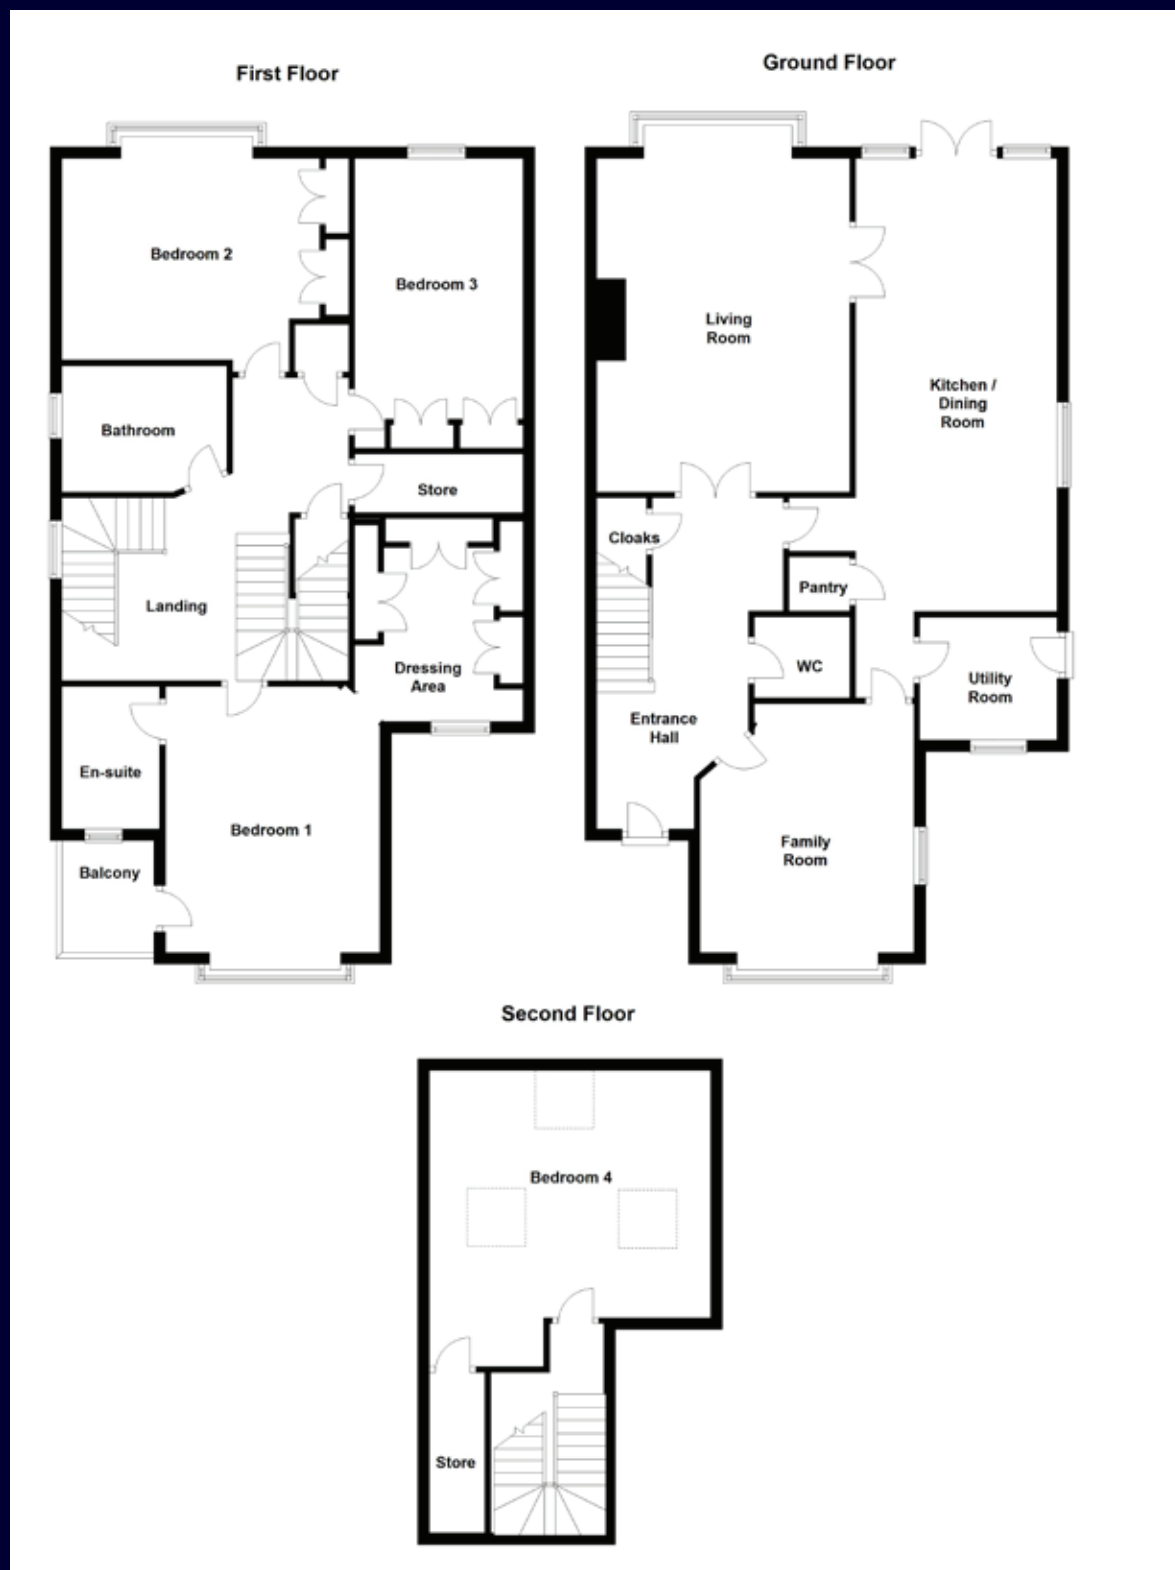 First Floor
Bedroom 2
Bedroom 3
Bathroom
Store
Landing
Dressing
Area
En-suite
Bedroom 1
Balcony
Ground Floor
Living
Room
Kitchen /
Dining
Room
Cloaks
Pantry
WC
Utility
Room
Entrance
Hall
Family
Room
Second Floor
Bedroom 4
Store